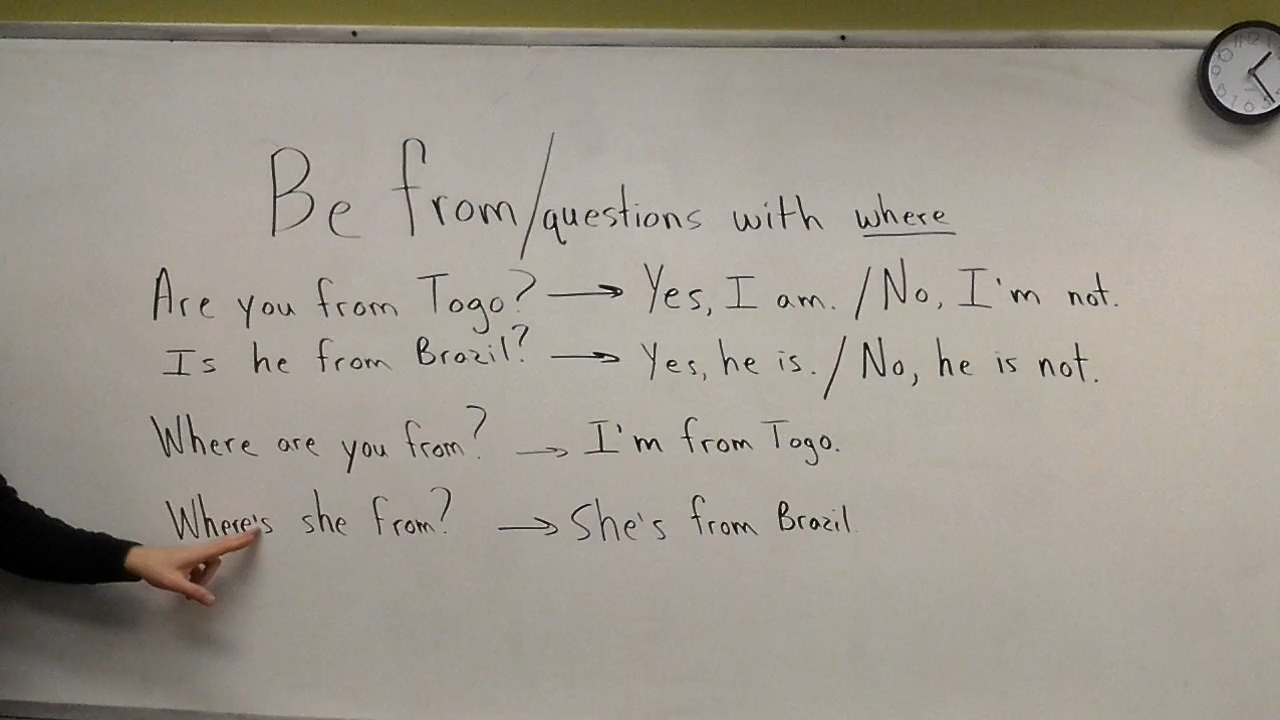 Be from/questions with where
Are you from Togo? → Yes, I am. / No, I'm not.
Is he from Brazil? → Yes, he is. / No, he is not.
Where are you from? → I'm from Togo.
Where's she from? → She's from Brazil